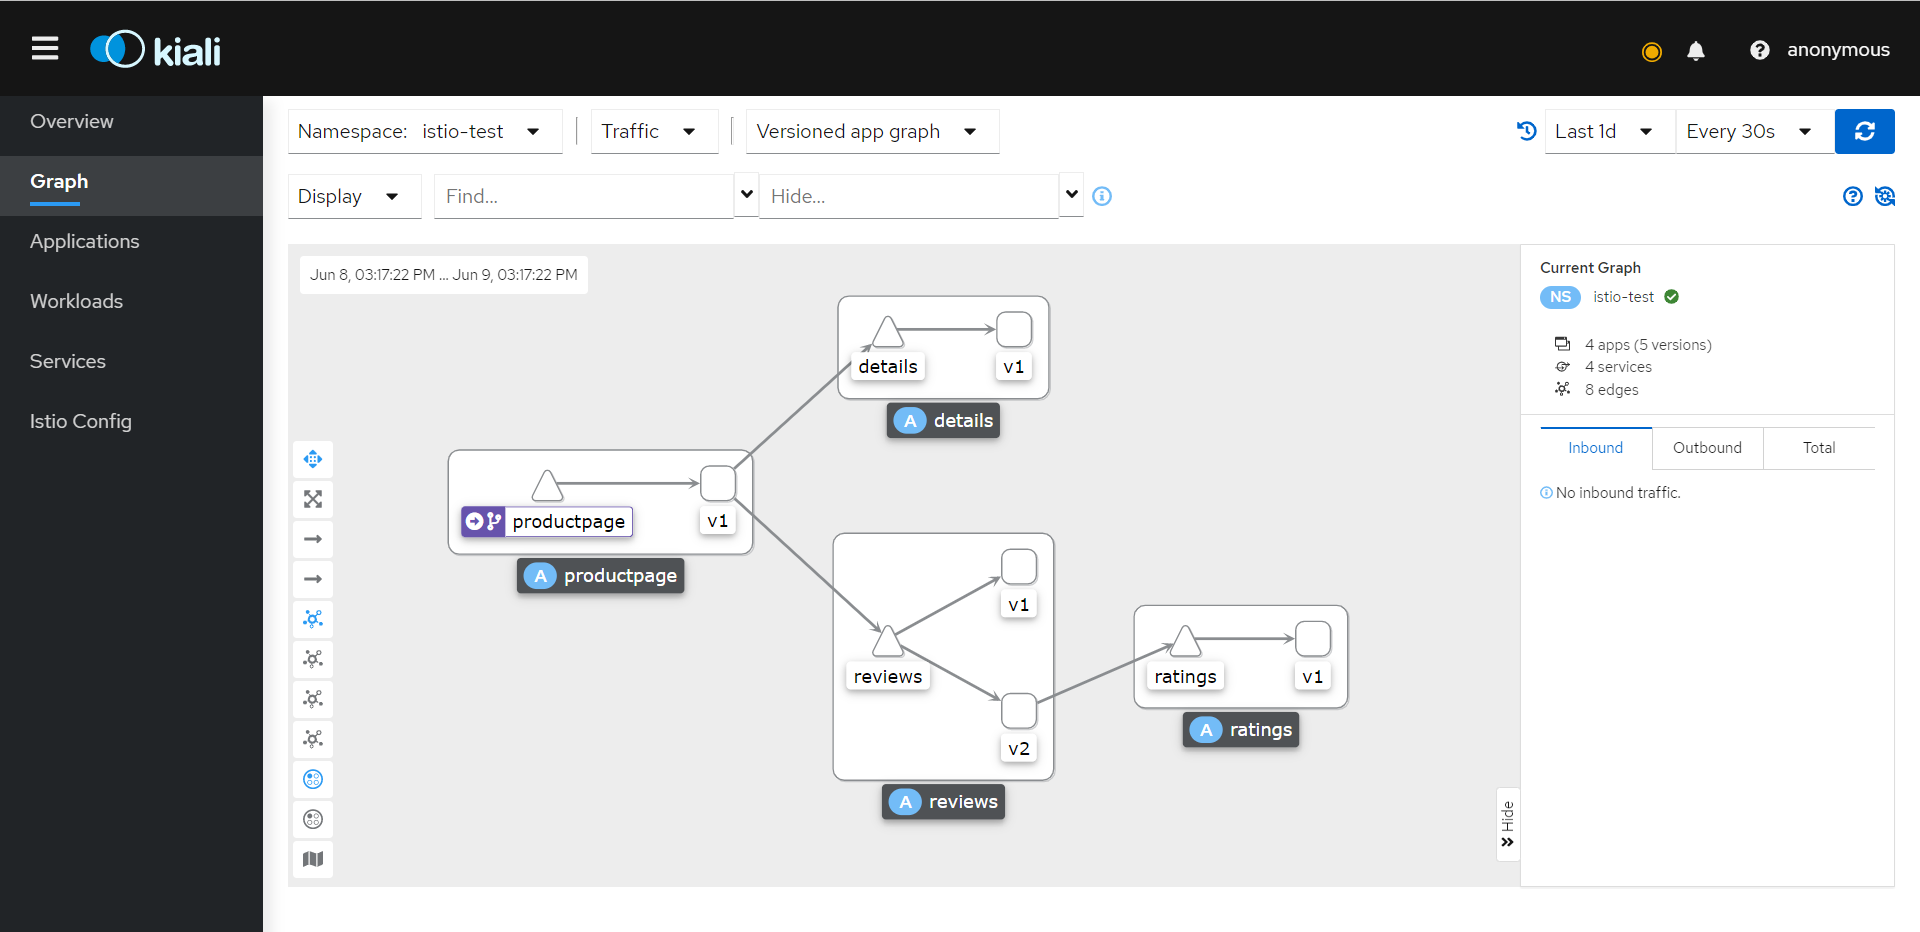 kiali
anonymous
Overview
Graph
Applications
Workloads
Services
Istio Config
Namespace: istio-test
Traffic
Versioned app graph
Last 1d
Every 30s
Display
Find...
Hide...
Jun 8, 03:17:22 PM ... Jun 9, 03:17:22 PM
details
v1
A details
productpage
v1
A productpage
v1
reviews
v2
A reviews
ratings
v1
A ratings
Hide
Current Graph
NS istio-test
4 apps (5 versions)
4 services
8 edges
Inbound
Outbound
Total
No inbound traffic.